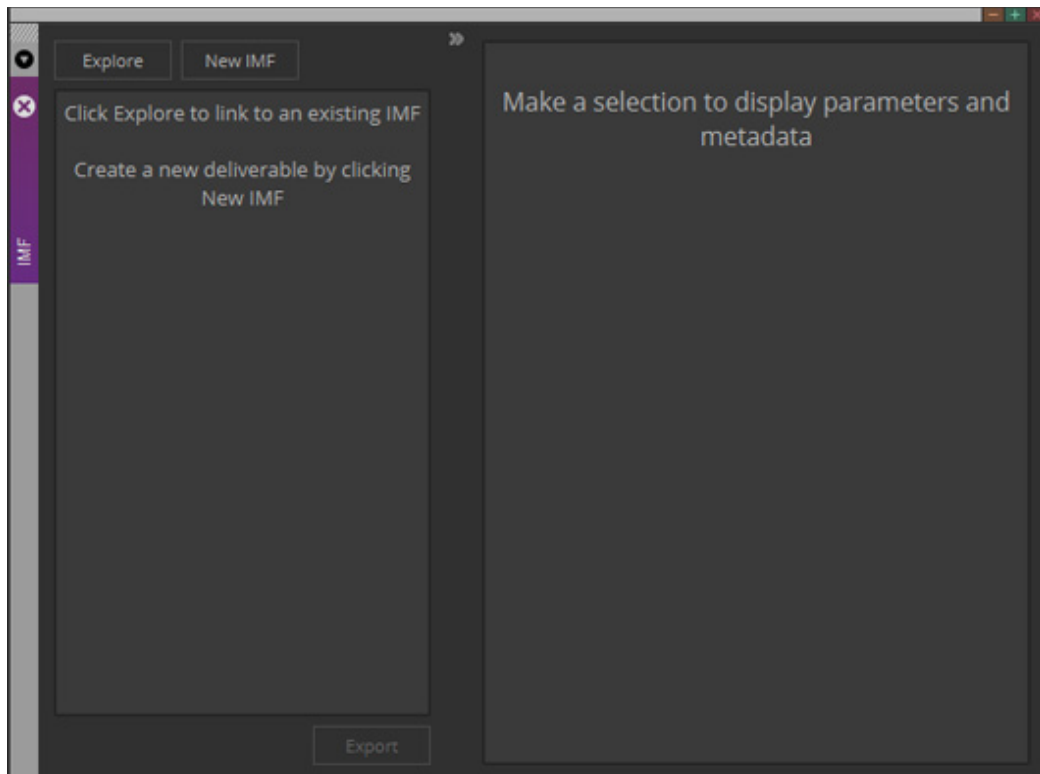 Explore
New IMF
Click Explore to link to an existing IMF
Create a new deliverable by clicking
New IMF
IMF
Export
Make a selection to display parameters and
metadata